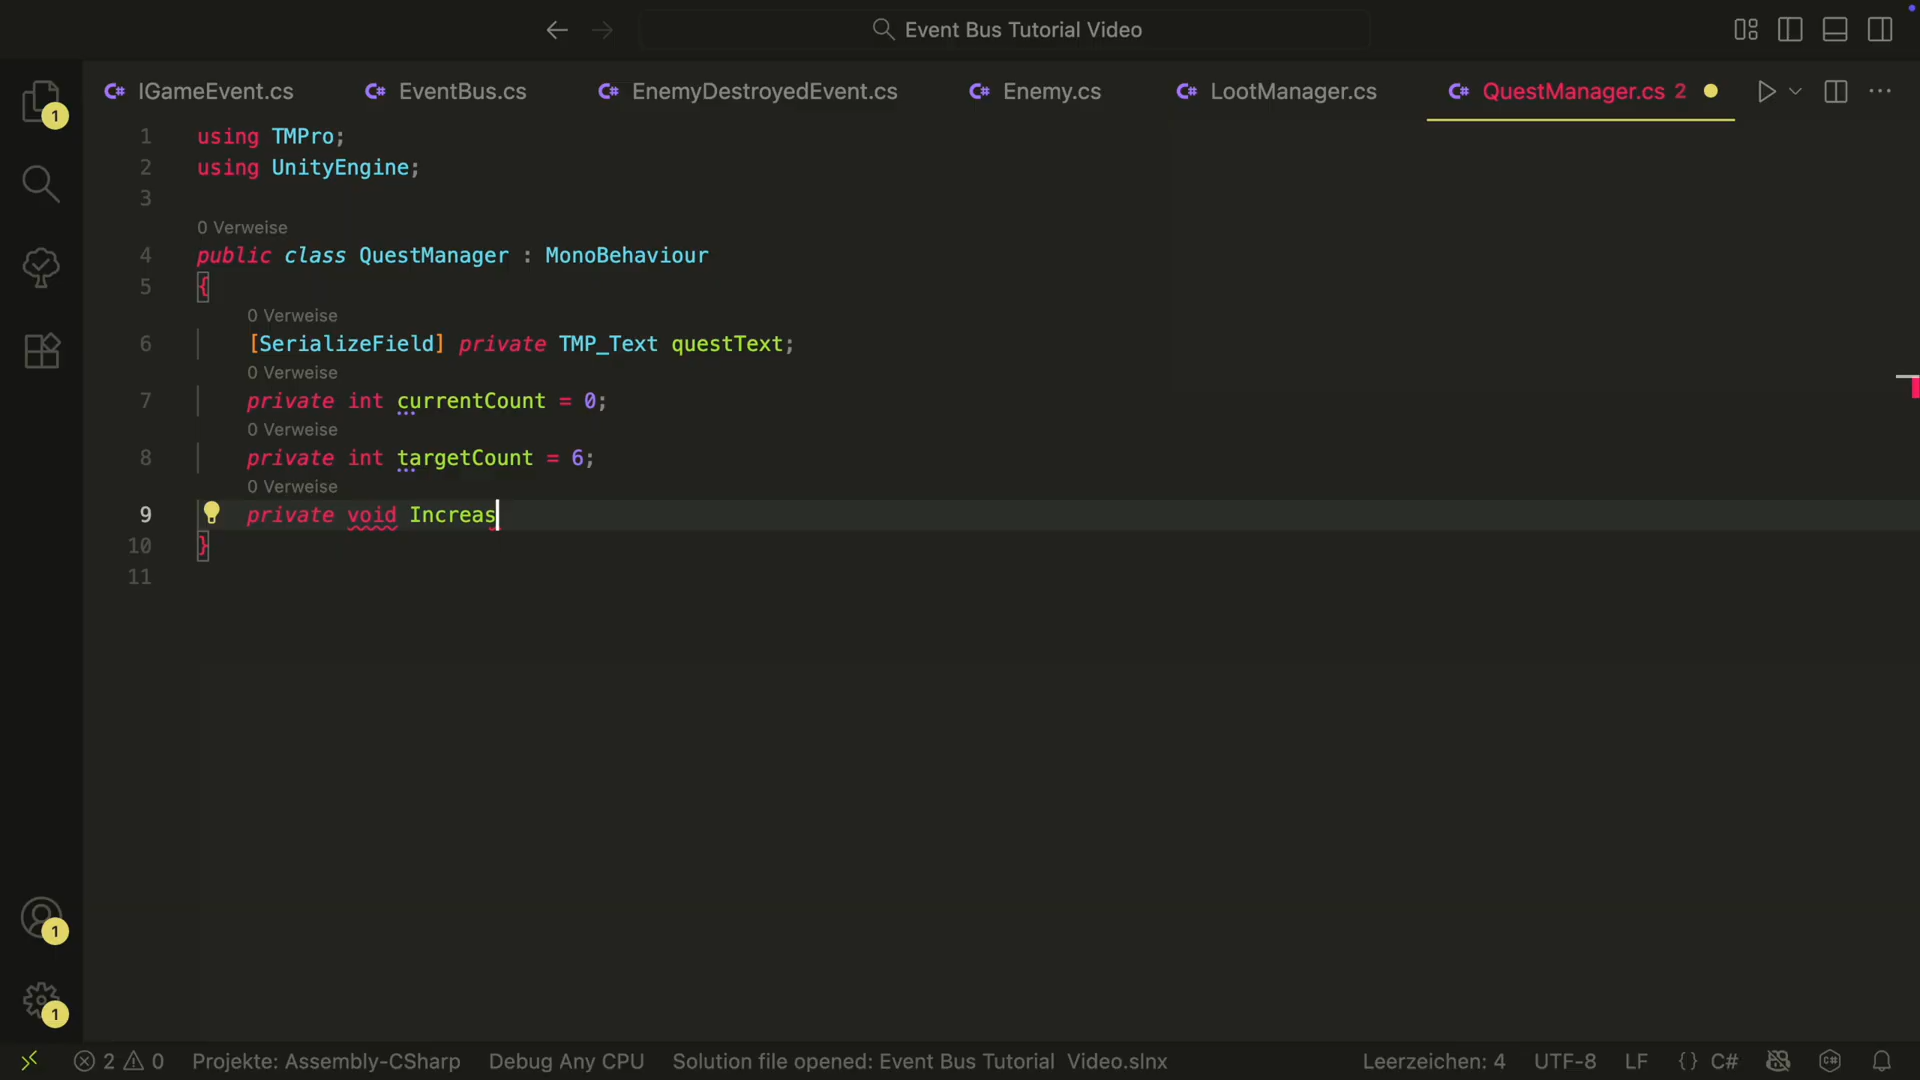 Event Bus Tutorial Video
IGameEvent.cs
EventBus.cs
EnemyDestroyedEvent.cs
Enemy.cs
LootManager.cs
QuestManager.cs 2
1
1 using TMPro;
2 using UnityEngine;
3
0 Verweise
4 public class QuestManager : MonoBehaviour
5 {
0 Verweise
6 [SerializeField] private TMP_Text questText;
0 Verweise
7 private int currentCount = 0;
0 Verweise
8 private int targetCount = 6;
0 Verweise
9 private void Increas
10 }
11
1
1
2 0 Projekte: Assembly-CSharp Debug Any CPU Solution file opened: Event Bus Tutorial Video.slnx Leerzeichen: 4 UTF-8 LF {} C#